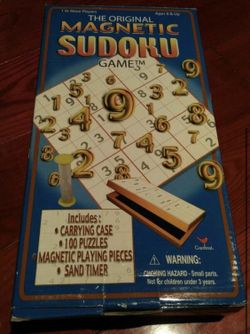 1 or More Players
Ages 8 & Up
THE ORIGINAL
MAGNETIC
SUDOKU
GAME™
Includes :
• CARRYING CASE
• 100 PUZZLES
MAGNETIC PLAYING PIECES
• SAND TIMER
Cardinal
WARNING:
CHOKING HAZARD - Small parts.
Not for children under 3 years.